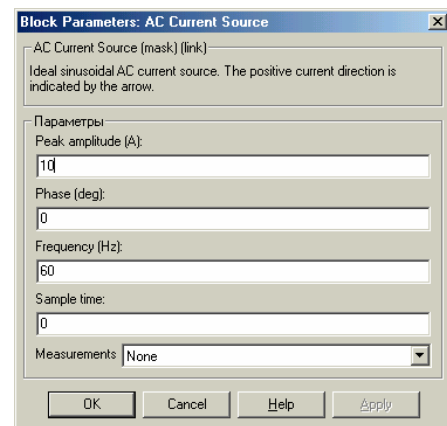 Block Parameters: AC Current Source
AC Current Source (mask) (link)
Ideal sinusoidal AC current source. The positive current direction is
indicated by the arrow.
Параметры
Peak amplitude (A):
10
Phase (deg):
0
Frequency (Hz):
60
Sample time:
0
Measurements None
OK Cancel Help Apply